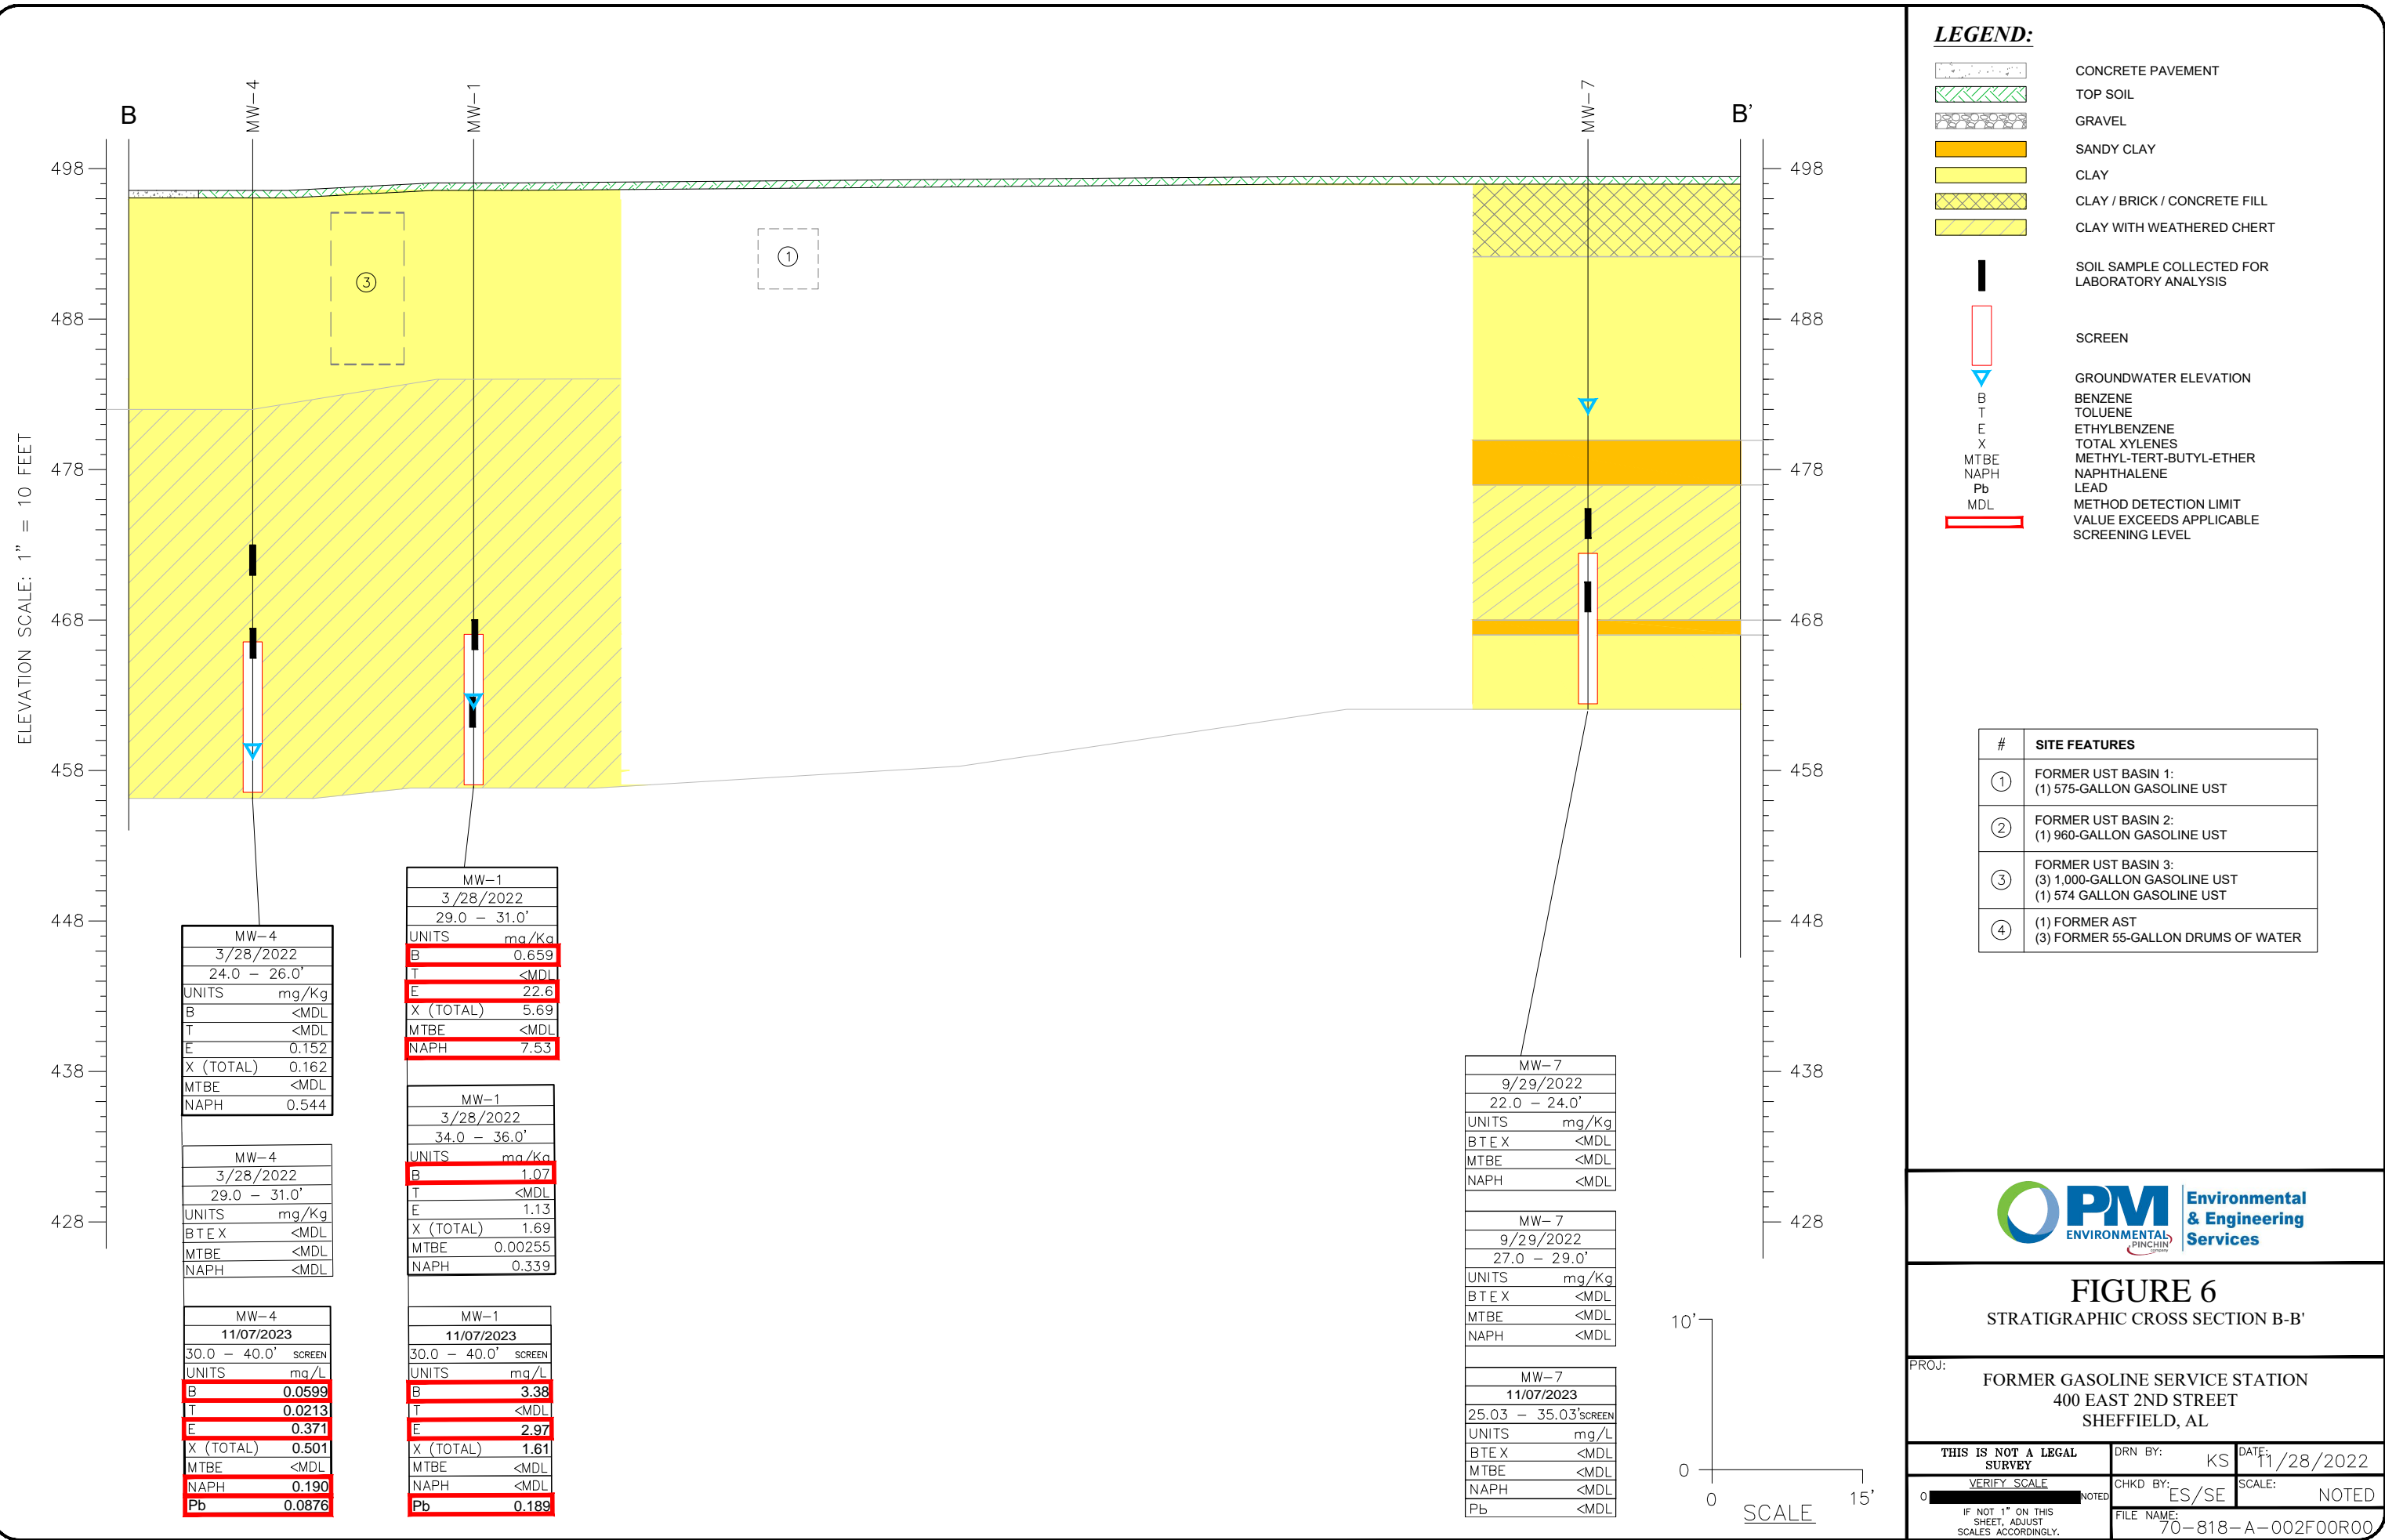 B
MW-4
MW-1
MW-7
B'
ELEVATION SCALE: 1" = 10 FEET
498
488
478
468
458
448
438
428
498
488
478
468
458
448
438
428
3
1
MW-4
3/28/2022
24.0 - 26.0'
UNITS mg/Kg
B <MDL
T <MDL
E 0.152
X (TOTAL) 0.162
MTBE <MDL
NAPH 0.544
MW-4
3/28/2022
29.0 - 31.0'
UNITS mg/Kg
BTEX <MDL
MTBE <MDL
NAPH <MDL
MW-4
11/07/2023
30.0 - 40.0' SCREEN
UNITS mg/L
B 0.0599
T 0.0213
E 0.371
X (TOTAL) 0.501
MTBE <MDL
NAPH 0.190
Pb 0.0876
MW-1
3/28/2022
29.0 - 31.0'
UNITS mg/Kg
B 0.659
T <MDL
E 22.6
X (TOTAL) 5.69
MTBE <MDL
NAPH 7.53
MW-1
3/28/2022
34.0 - 36.0'
UNITS mg/Kg
B 1.07
T <MDL
E 1.13
X (TOTAL) 1.69
MTBE 0.00255
NAPH 0.339
MW-1
11/07/2023
30.0 - 40.0' SCREEN
UNITS mg/L
B 3.38
T <MDL
E 2.97
X (TOTAL) 1.61
MTBE <MDL
NAPH <MDL
Pb 0.189
MW-7
9/29/2022
22.0 - 24.0'
UNITS mg/Kg
BTEX <MDL
MTBE <MDL
NAPH <MDL
MW-7
9/29/2022
27.0 - 29.0'
UNITS mg/Kg
BTEX <MDL
MTBE <MDL
NAPH <MDL
MW-7
11/07/2023
25.03 - 35.03' SCREEN
UNITS mg/L
BTEX <MDL
MTBE <MDL
NAPH <MDL
Pb <MDL
10'
0
0
15'
SCALE
LEGEND:
CONCRETE PAVEMENT
TOP SOIL
GRAVEL
SANDY CLAY
CLAY
CLAY / BRICK / CONCRETE FILL
CLAY WITH WEATHERED CHERT
SOIL SAMPLE COLLECTED FOR
LABORATORY ANALYSIS
SCREEN
GROUNDWATER ELEVATION
B BENZENE
T TOLUENE
E ETHYLBENZENE
X TOTAL XYLENES
MTBE METHYL-TERT-BUTYL-ETHER
NAPH NAPHTHALENE
Pb LEAD
MDL METHOD DETECTION LIMIT
VALUE EXCEEDS APPLICABLE
SCREENING LEVEL
# SITE FEATURES
1 FORMER UST BASIN 1:
(1) 575-GALLON GASOLINE UST
2 FORMER UST BASIN 2:
(1) 960-GALLON GASOLINE UST
3 FORMER UST BASIN 3:
(3) 1,000-GALLON GASOLINE UST
(1) 574 GALLON GASOLINE UST
4 (1) FORMER AST
(3) FORMER 55-GALLON DRUMS OF WATER
PM
ENVIRONMENTAL
PINCHIN
company
Environmental
& Engineering
Services
FIGURE 6
STRATIGRAPHIC CROSS SECTION B-B'
PROJ:
FORMER GASOLINE SERVICE STATION
400 EAST 2ND STREET
SHEFFIELD, AL
THIS IS NOT A LEGAL
SURVEY
VERIFY SCALE
0 NOTED
IF NOT 1" ON THIS
SHEET, ADJUST
SCALES ACCORDINGLY.
DRN BY: KS
DATE: 11/28/2022
CHKD BY: ES/SE
SCALE: NOTED
FILE NAME: 70-818-A-002F00R00